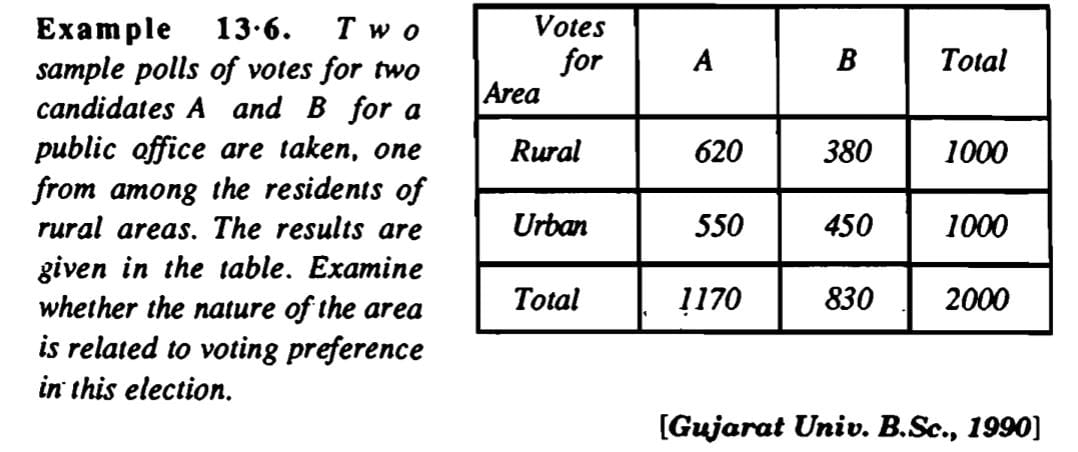 Example 13·6. T w o
sample polls of votes for two
candidates A and B for a
public office are taken, one
from among the residents of
rural areas. The results are
given in the table. Examine
whether the nature of the area
is related to voting preference
in this election.
Votes
for
Area
A
B
Total
Rural
620
380
1000
Urban
550
450
1000
Total
1170
830
2000
[Gujarat Univ. B.Sc., 1990]